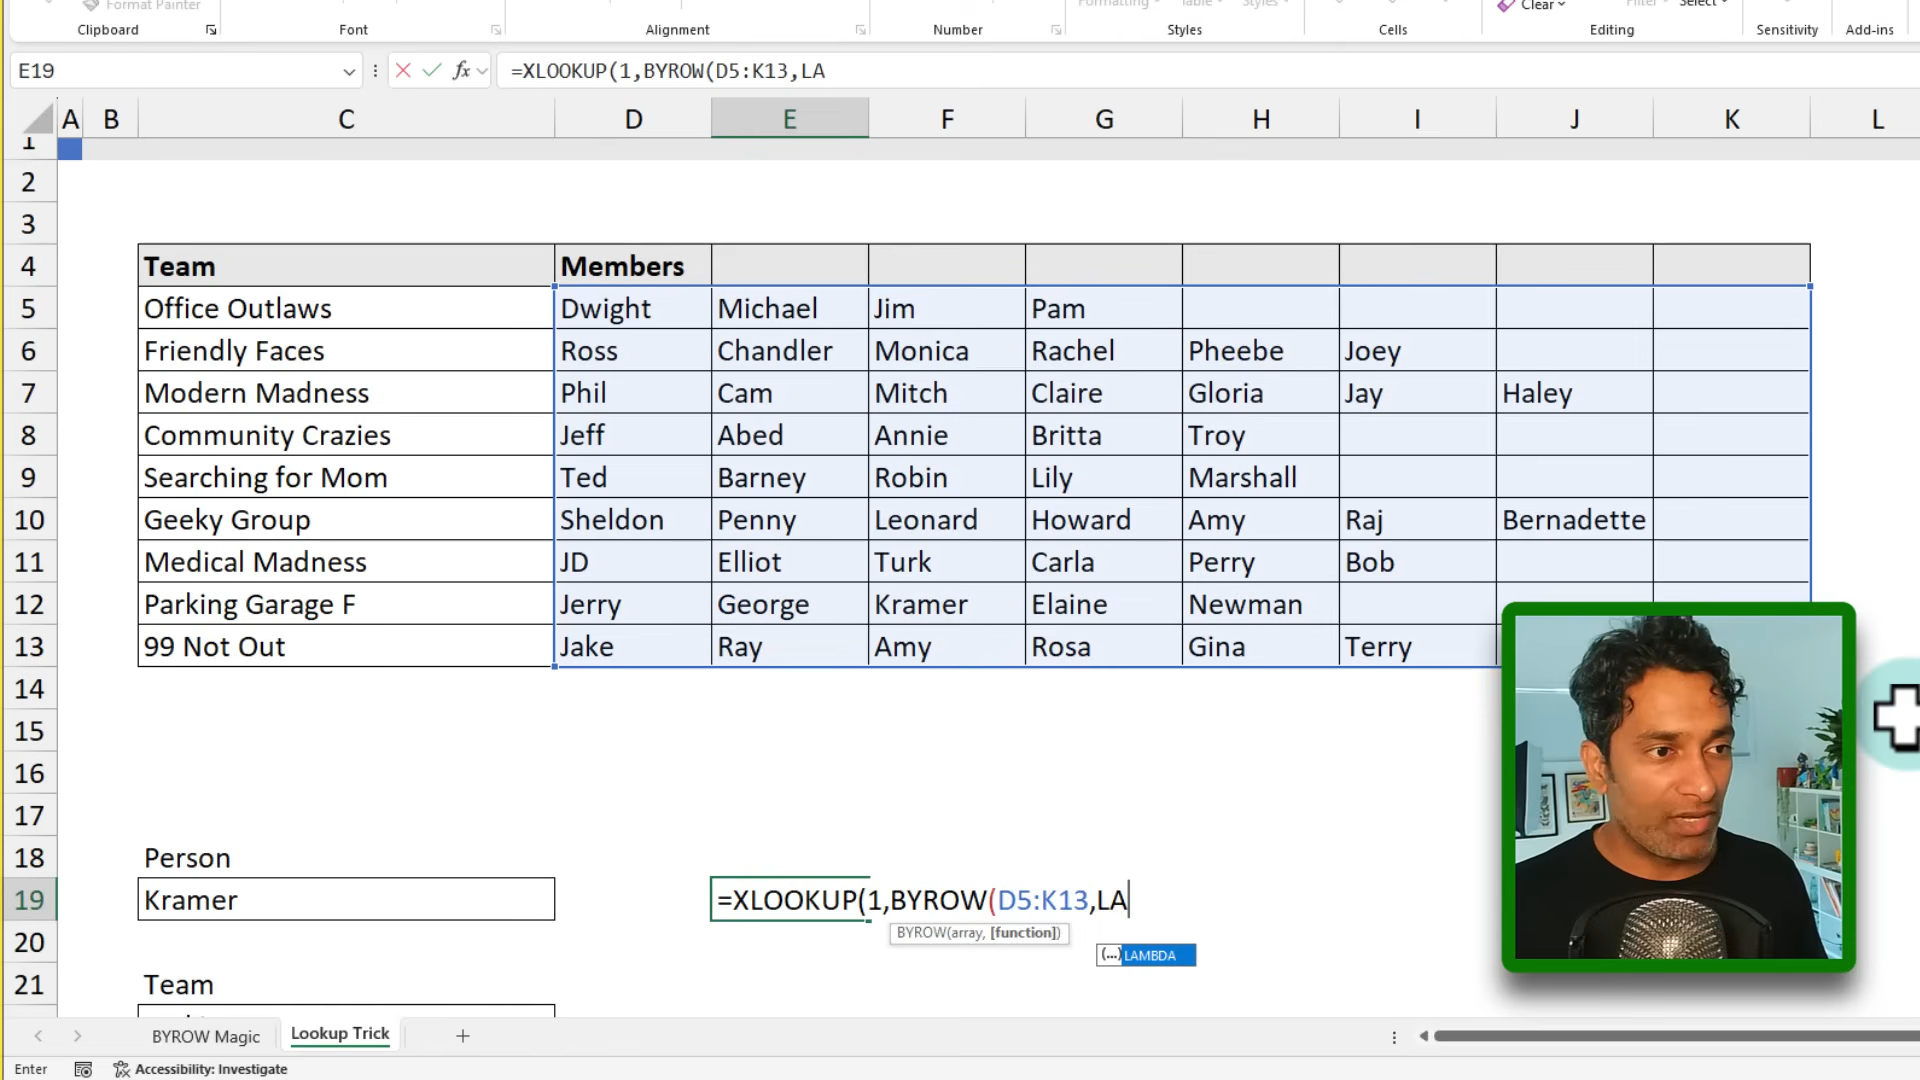 Format Painter
Formatting Table Styles
Clear Filter Select
Clipboard Font Alignment Number Styles Cells Editing Sensitivity Add-ins
E19 fx =XLOOKUP(1,BYROW(D5:K13,LA
A B C D E F G H I J K L
1
2
3
4 Team Members
5 Office Outlaws Dwight Michael Jim Pam
6 Friendly Faces Ross Chandler Monica Rachel Pheebe Joey
7 Modern Madness Phil Cam Mitch Claire Gloria Jay Haley
8 Community Crazies Jeff Abed Annie Britta Troy
9 Searching for Mom Ted Barney Robin Lily Marshall
10 Geeky Group Sheldon Penny Leonard Howard Amy Raj Bernadette
11 Medical Madness JD Elliot Turk Carla Perry Bob
12 Parking Garage F Jerry George Kramer Elaine Newman
13 99 Not Out Jake Ray Amy Rosa Gina Terry
14
15
16
17
18 Person
19 Kramer =XLOOKUP(1,BYROW(D5:K13,LA
BYROW(array, [function])
20 (...) LAMBDA
21 Team
BYROW Magic Lookup Trick +
Enter Accessibility: Investigate